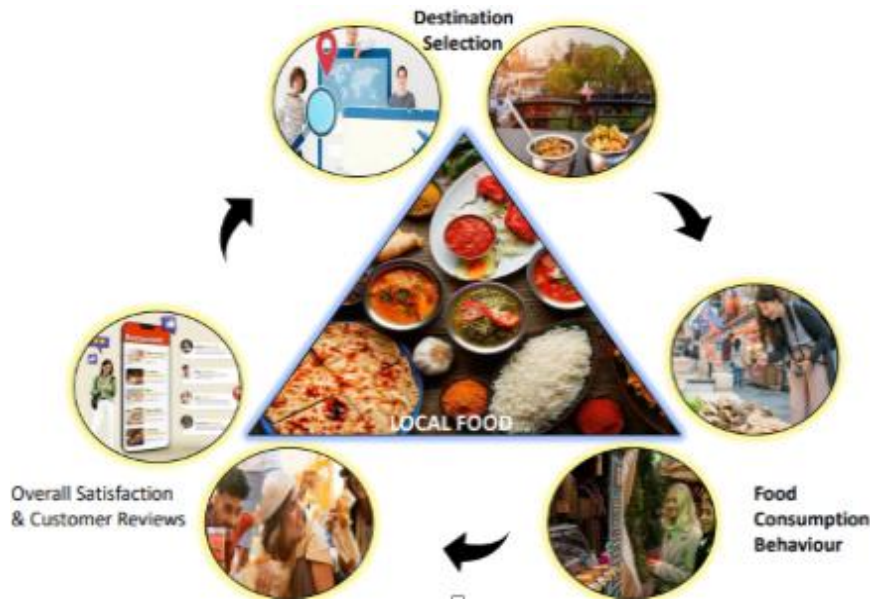 Destination
Selection
LOCAL FOOD
Overall Satisfaction
& Customer Reviews
Food
Consumption
Behaviour